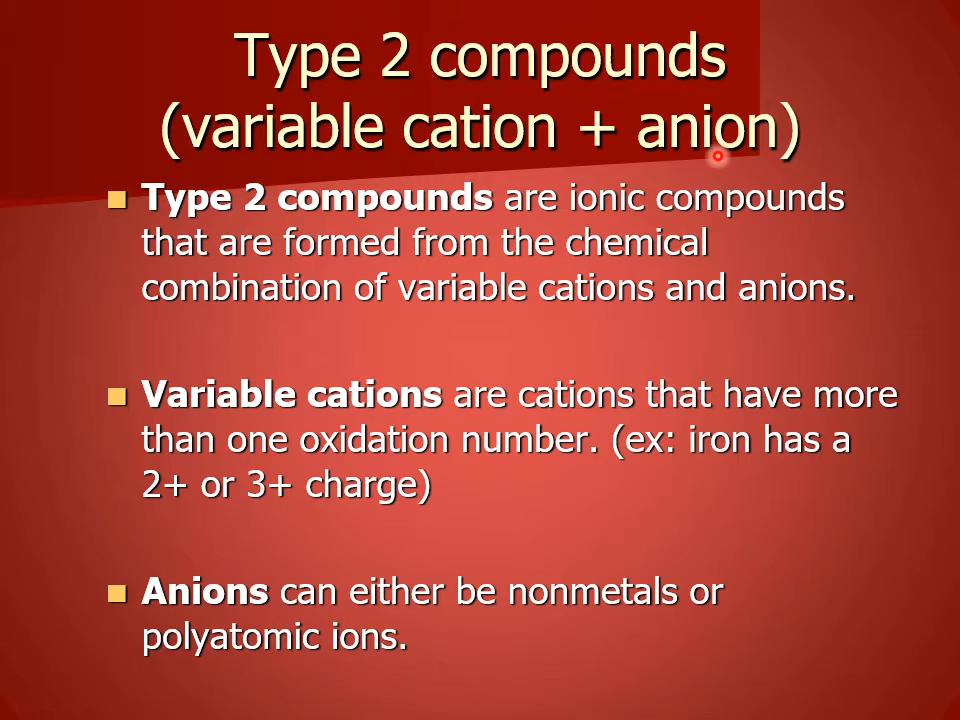 Type 2 compounds
(variable cation + anion)
Type 2 compounds are ionic compounds
that are formed from the chemical
combination of variable cations and anions.
Variable cations are cations that have more
than one oxidation number. (ex: iron has a
2+ or 3+ charge)
Anions can either be nonmetals or
polyatomic ions.